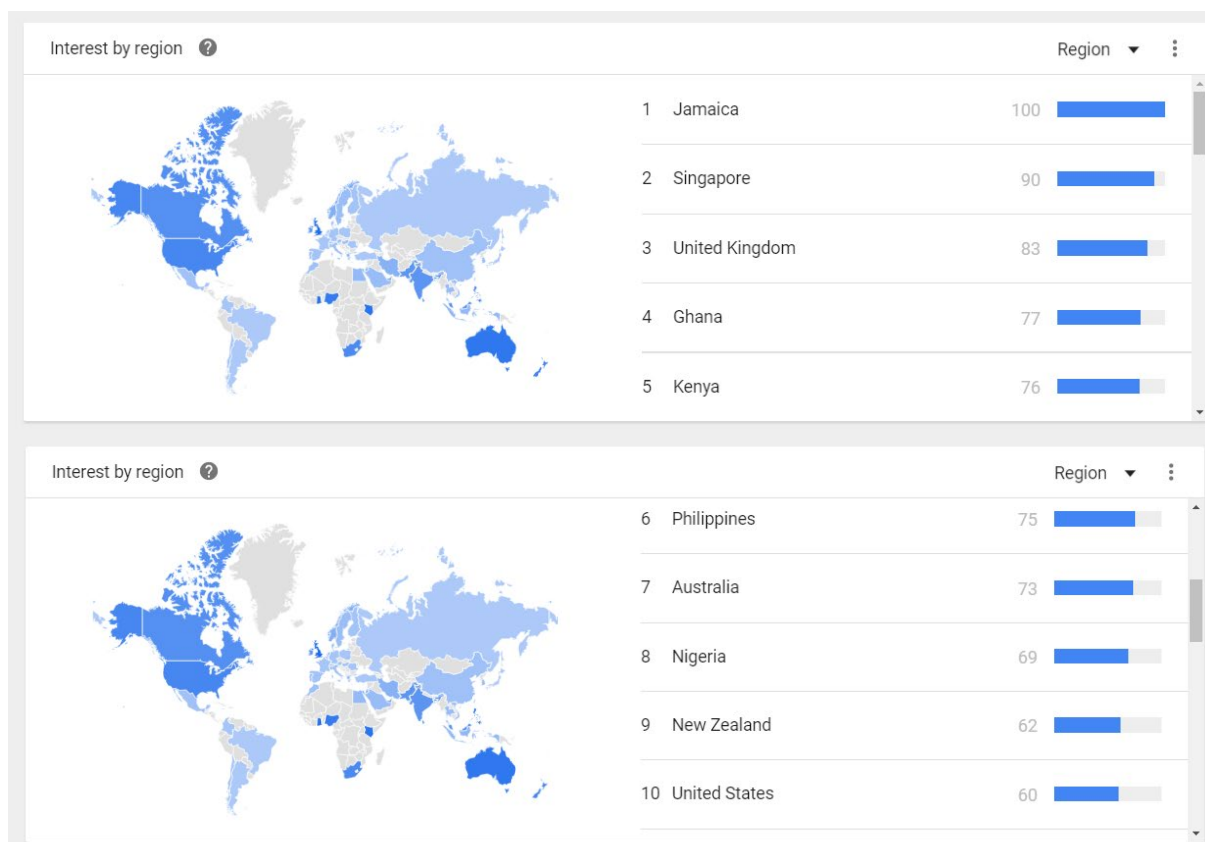 Interest by region ?
Region
1 Jamaica 100
2 Singapore 90
3 United Kingdom 83
4 Ghana 77
5 Kenya 76
Interest by region ?
Region
6 Philippines 75
7 Australia 73
8 Nigeria 69
9 New Zealand 62
10 United States 60